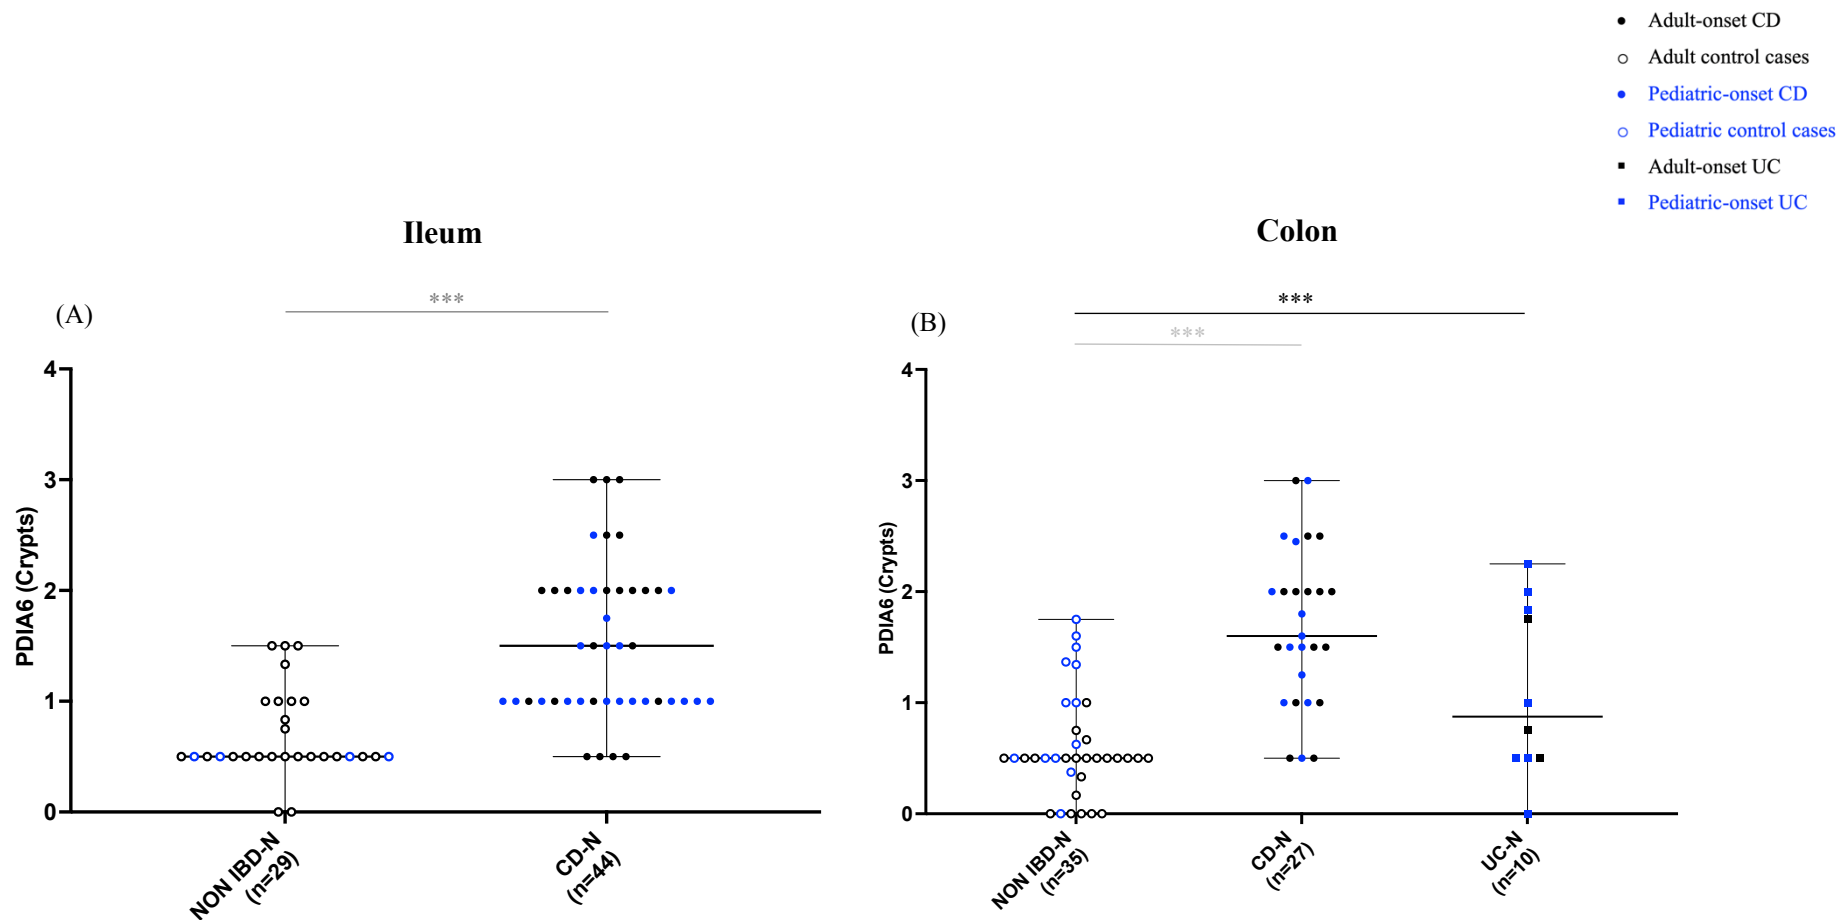 Adult-onset CD
Adult control cases
Pediatric-onset CD
Pediatric control cases
Adult-onset UC
Pediatric-onset UC
Ileum
(A)
***
4
3
2
1
0
PDIA6 (Crypts)
NON IBD-N
(n=29)
CD-N
(n=44)
Colon
(B)
***
***
4
3
2
1
0
PDIA6 (Crypts)
NON IBD-N
(n=35)
CD-N
(n=27)
UC-N
(n=10)